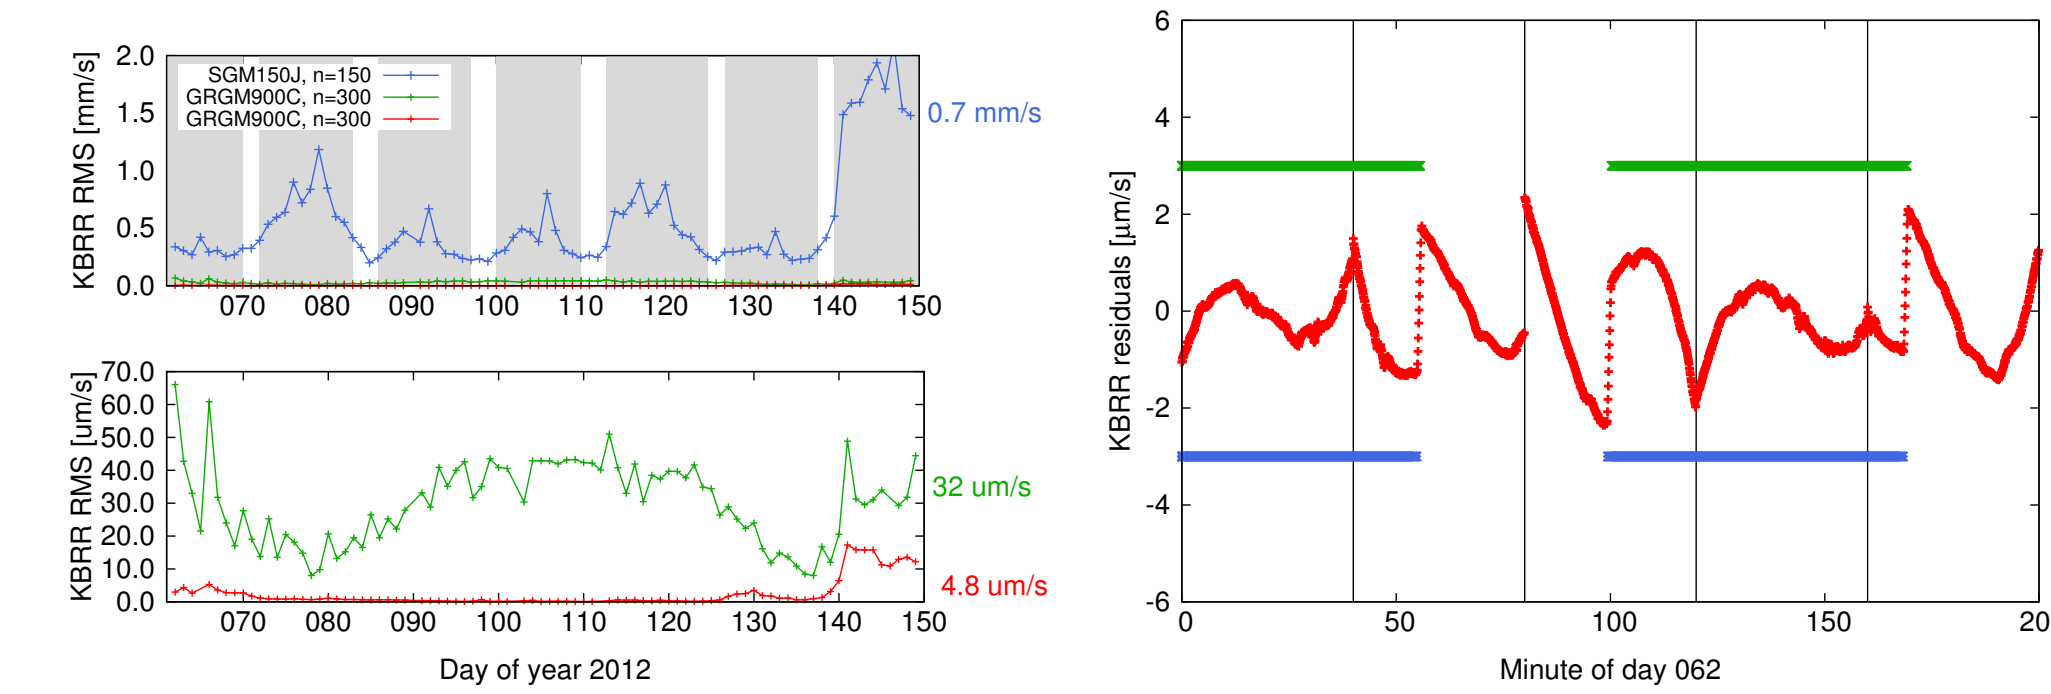 2.0
1.5
1.0
0.5
0.0
KBRR RMS [mm/s]
SGM150J, n=150
GRGM900C, n=300
GRGM900C, n=300
0.7 mm/s
070 080 090 100 110 120 130 140 150
70.0
60.0
50.0
40.0
30.0
20.0
10.0
0.0
KBRR RMS [um/s]
32 um/s
4.8 um/s
070 080 090 100 110 120 130 140 150
Day of year 2012
6
4
2
0
-2
-4
-6
KBRR residuals [μm/s]
0 50 100 150 20
Minute of day 062